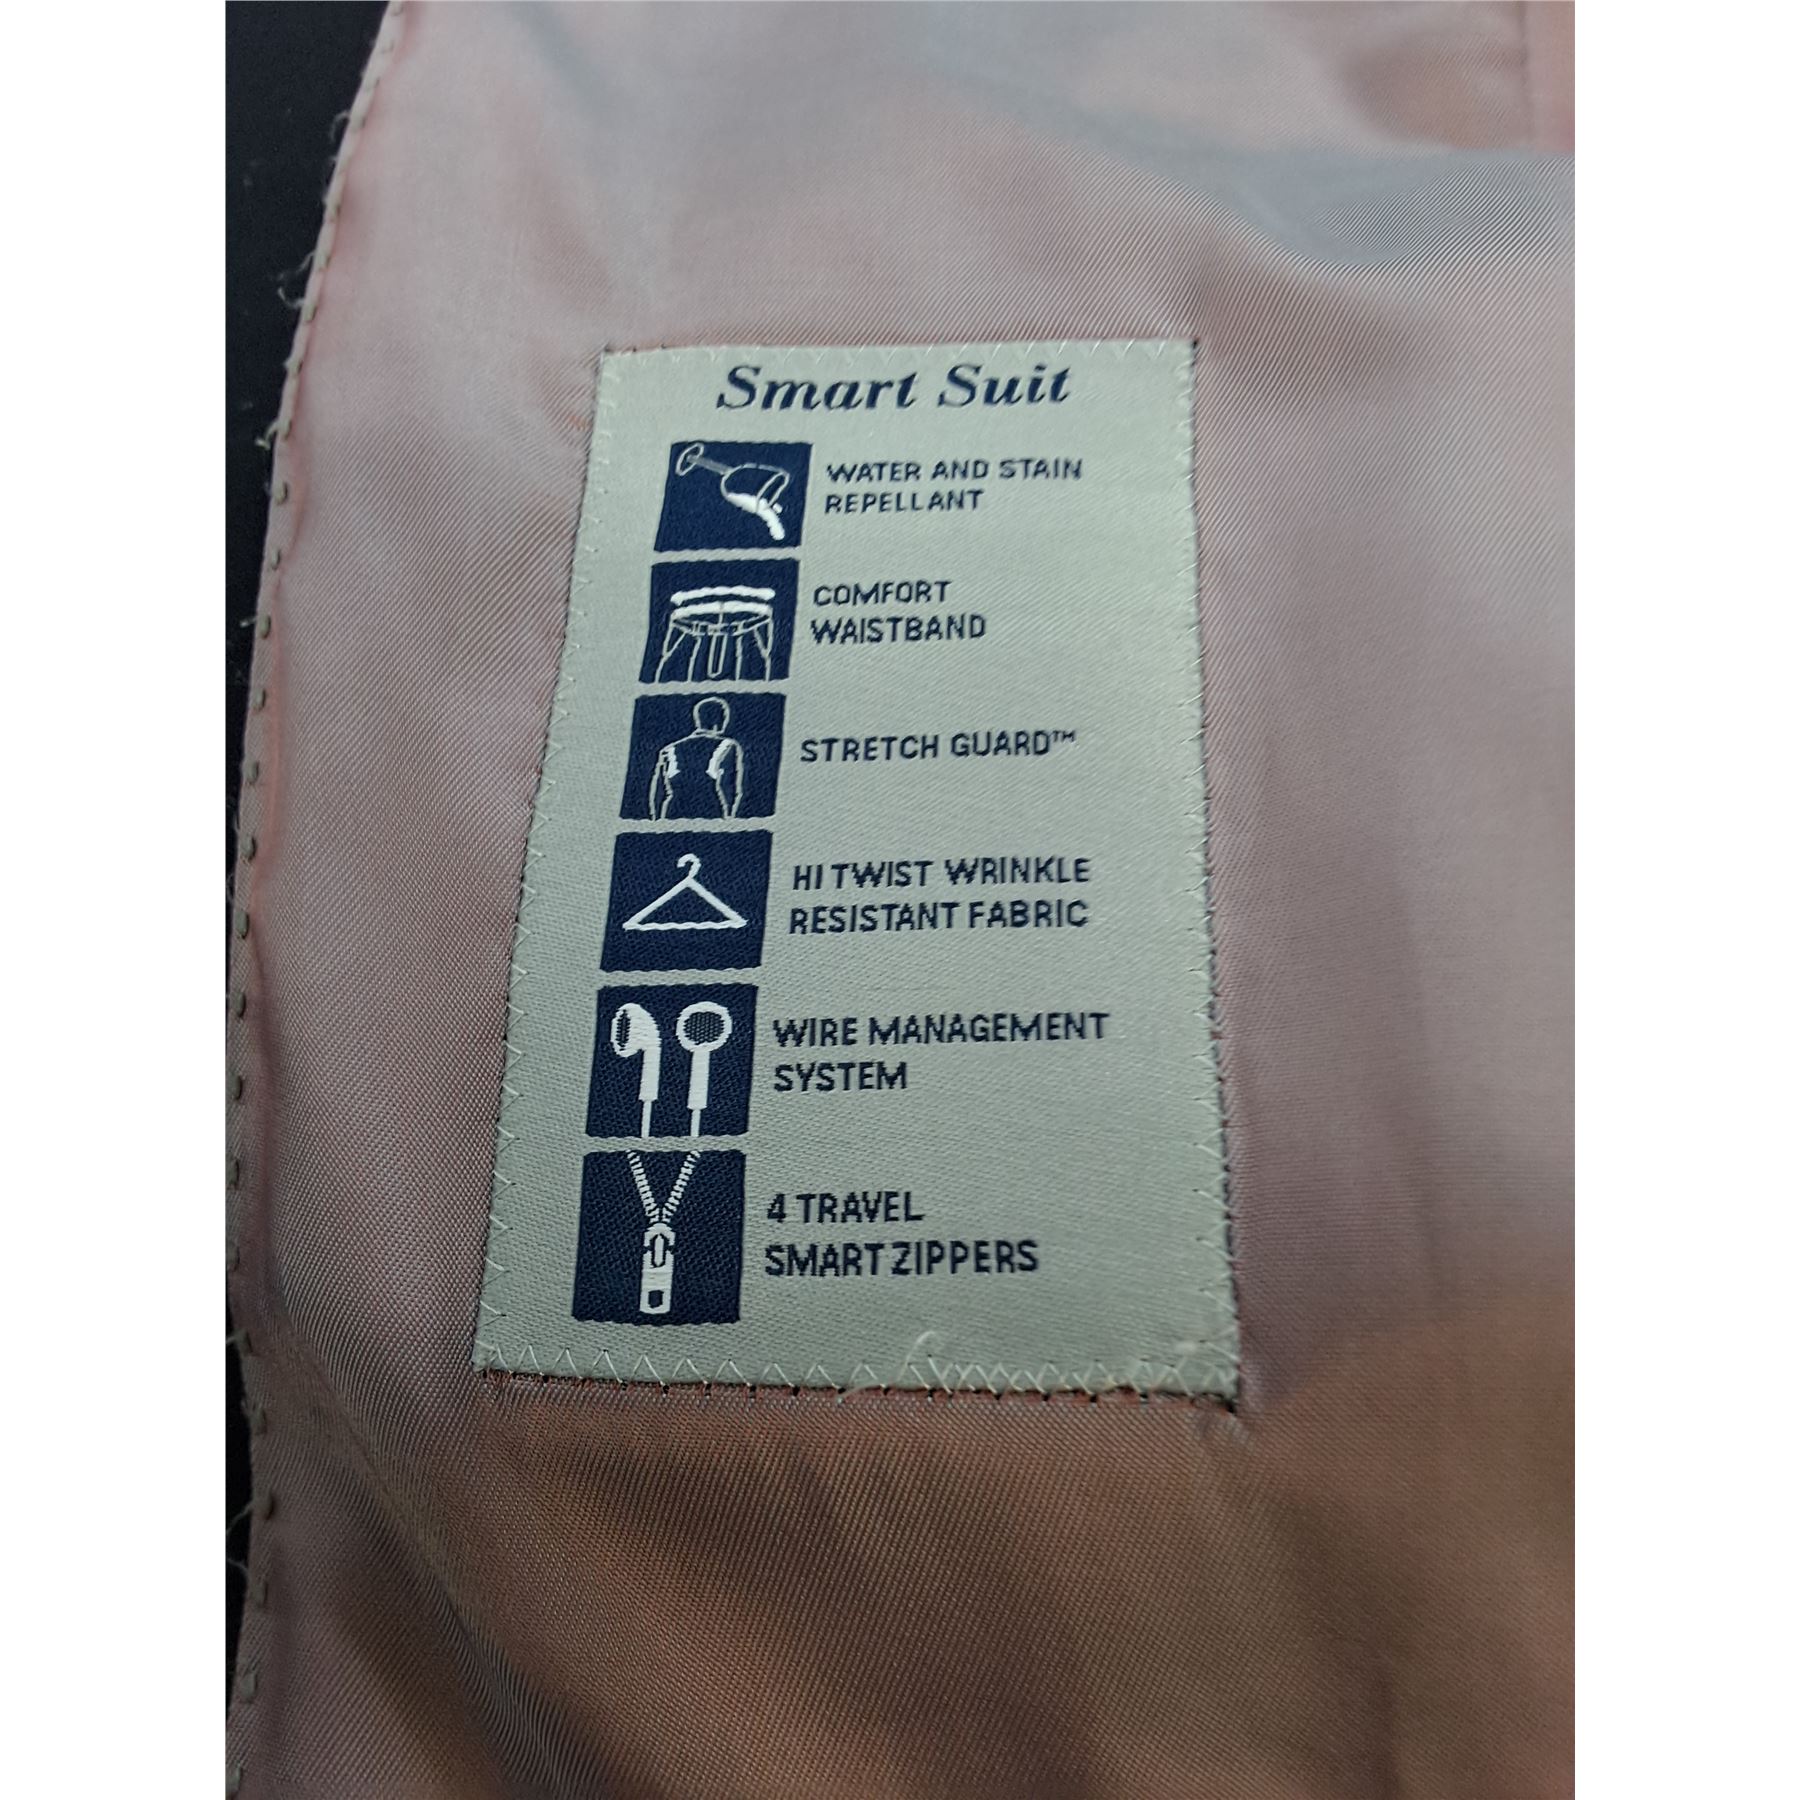 Smart Suit
WATER AND STAIN
REPELLANT
COMFORT
WAISTBAND
STRETCH GUARD™
HI TWIST WRINKLE
RESISTANT FABRIC
WIRE MANAGEMENT
SYSTEM
4 TRAVEL
SMART ZIPPERS